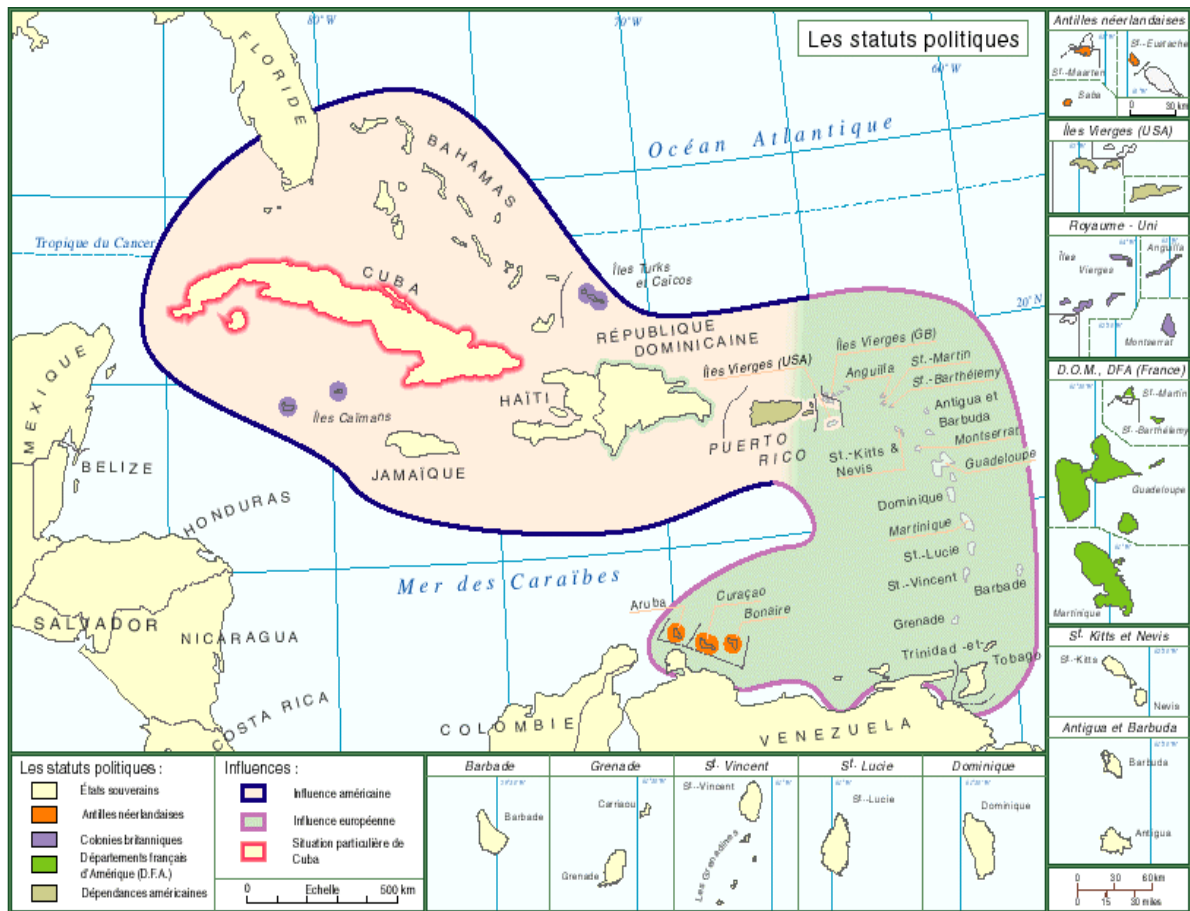 Les statuts politiques
80° W
70° W
60° W
20° N
FLORIDE
BAHAMAS
Océan Atlantique
Tropique du Cancer
CUBA
Îles Turks
et Caïcos
RÉPUBLIQUE
DOMINICAINE
HAÏTI
Îles Caïmans
JAMAÏQUE
MEXIQUE
BELIZE
HONDURAS
SALVADOR
NICARAGUA
COSTA RICA
Mer des Caraïbes
COLOMBIE
VENEZUELA
PUERTO
RICO
Îles Vierges (USA)
Îles Vierges (GB)
Anguilla
St.-Martin
St.-Barthélemy
Antigua et
Barbuda
Montserrat
St.-Kitts &
Nevis
Guadeloupe
Dominique
Martinique
St.-Lucie
St.-Vincent
Barbade
Grenade
Trinidad -et-
Tobago
Aruba
Curaçao
Bonaire
Antilles néerlandaises
St.-Eustache
St.-Maarten
Saba
0 30 km
Îles Vierges (USA)
Royaume - Uni
Îles
Vierges
Anguilla
Montserrat
D.O.M., DFA (France)
St.-Martin
St.-Barthélemy
Guadeloupe
Martinique
St. Kitts et Nevis
St.-Kitts
Nevis
Antigua et Barbuda
Barbuda
Antigua
0 30 60km
0 15 30 miles
Les statuts politiques :
États souverains
Antilles néerlandaises
Colonies britanniques
Départements français
d'Amérique (D.F.A.)
Dépendances américaines
Influences :
Influence américaine
Influence européenne
Situation particulière de
Cuba
0 Echelle 500 km
Barbade
Barbade
Grenade
Carriaou
Grenade
St. Vincent
St.-Vincent
Les Grenadines
St. Lucie
St.-Lucie
Dominique
Dominique